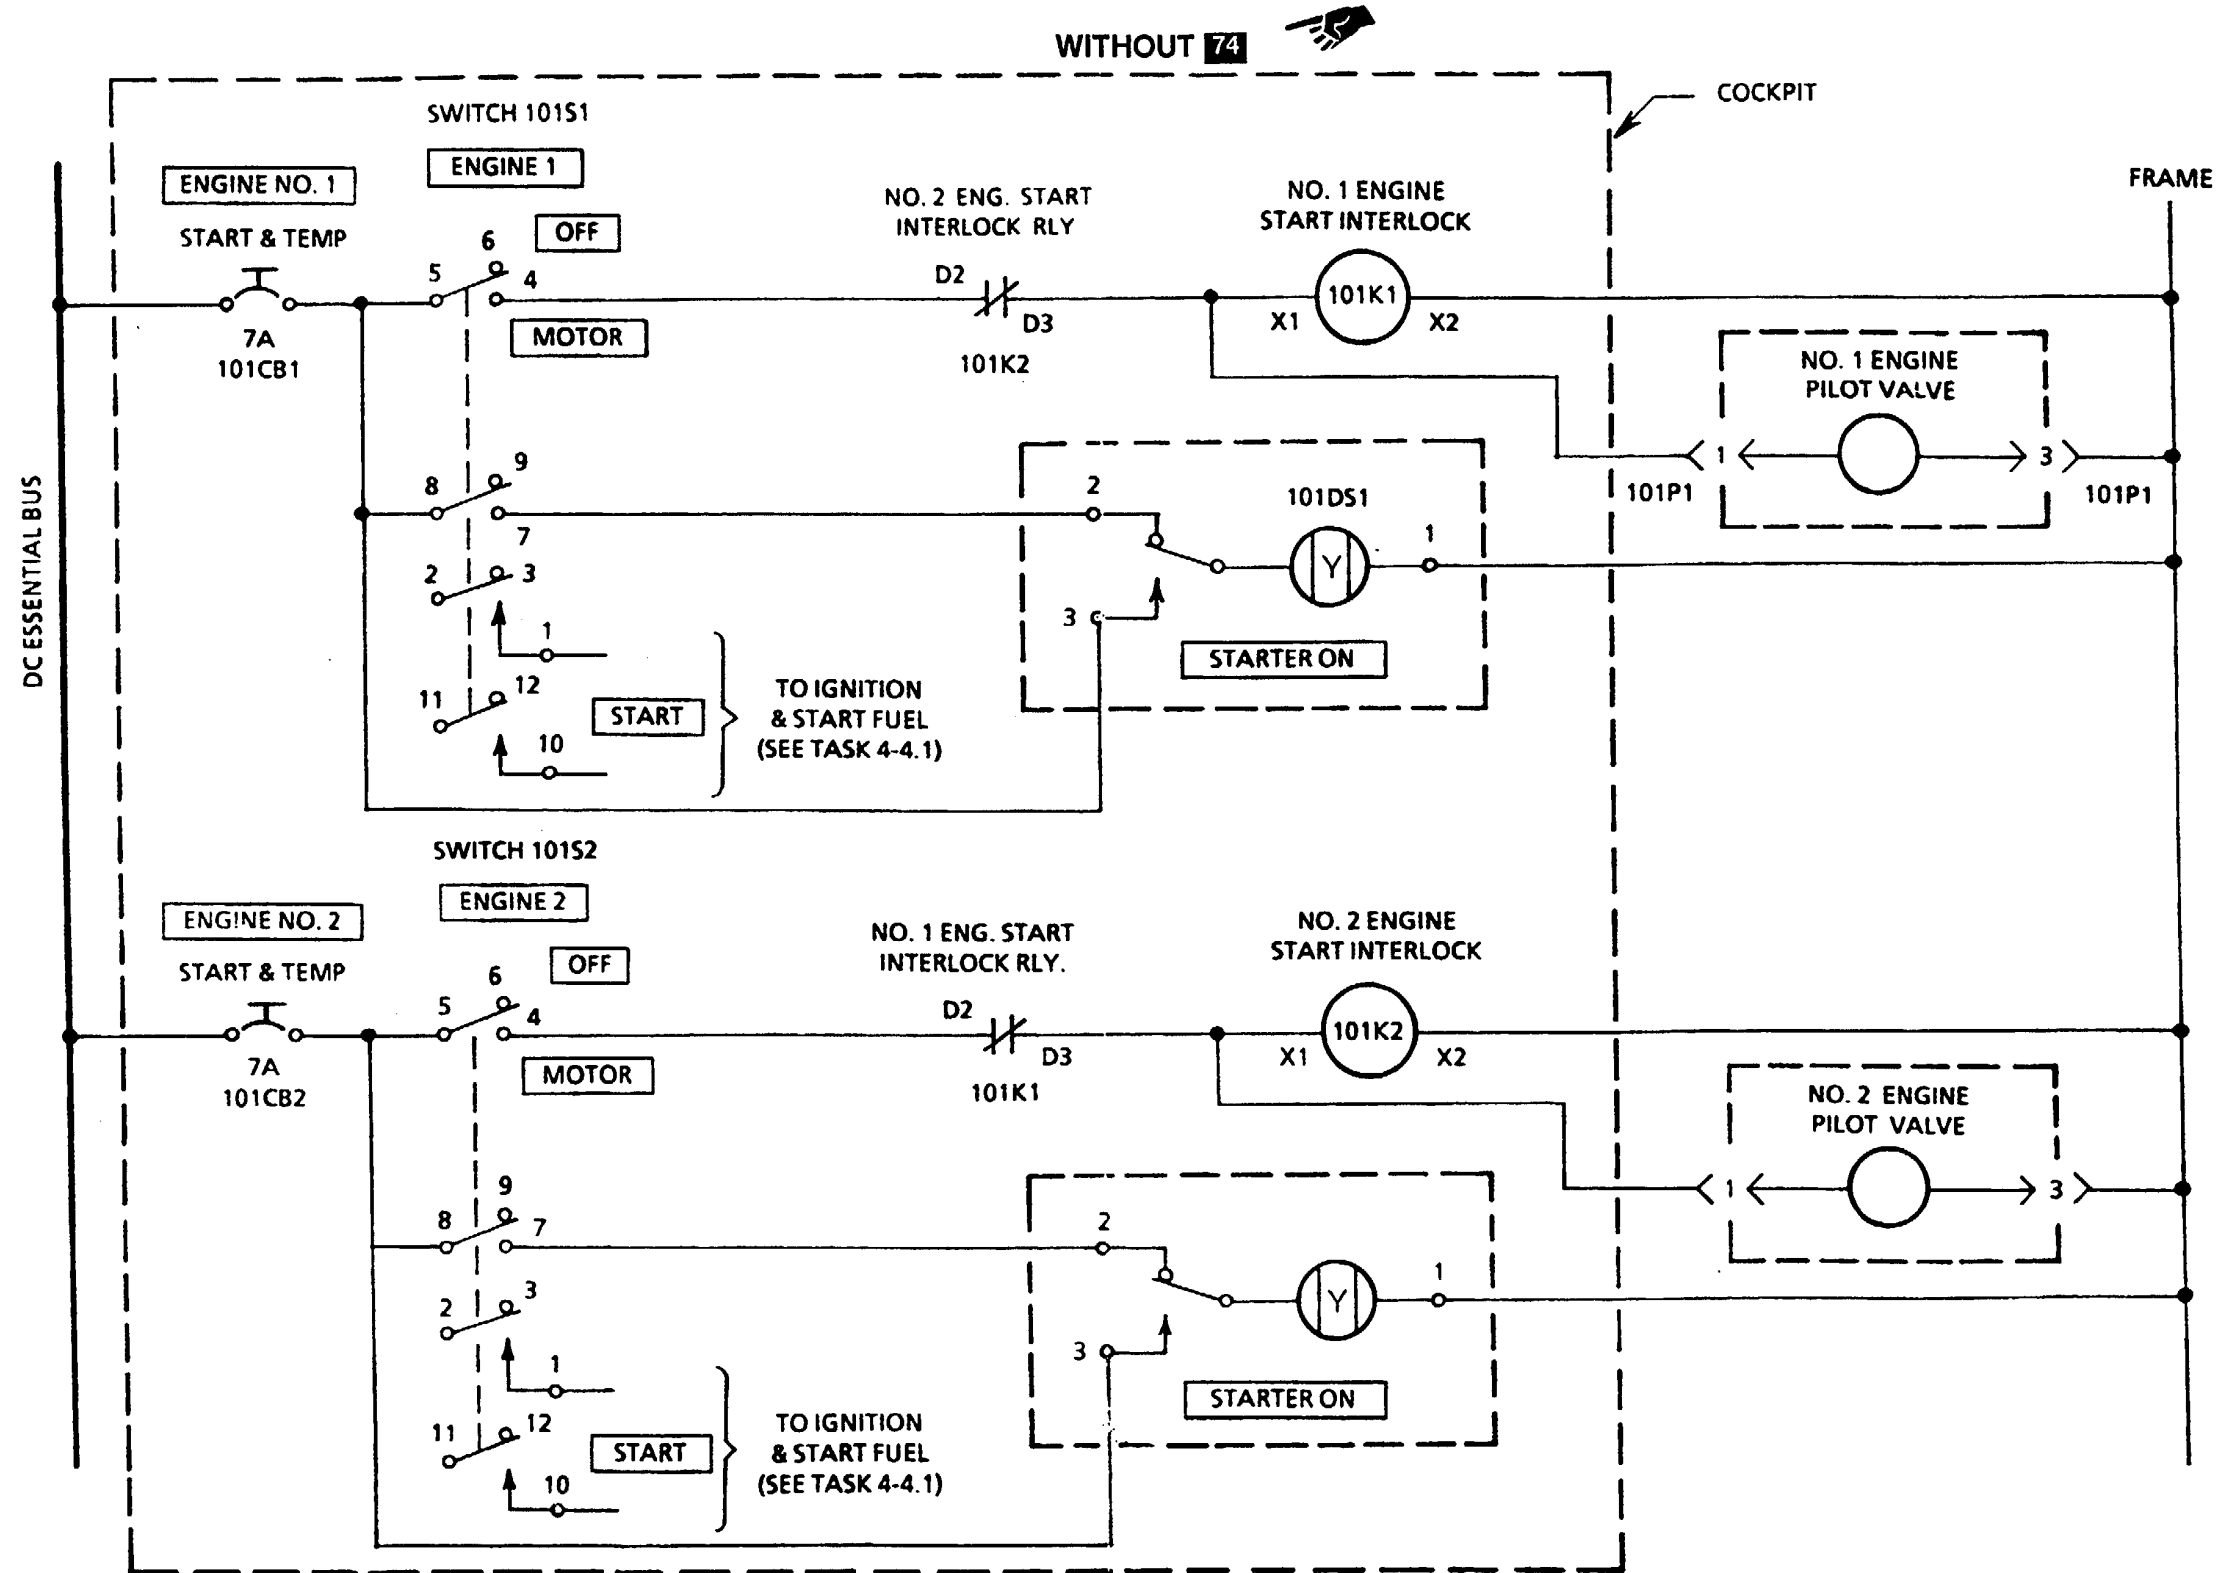 WITHOUT 74
COCKPIT
FRAME
DC ESSENTIAL BUS
SWITCH 101S1
ENGINE 1
ENGINE NO. 1
START & TEMP
7A
101CB1
OFF
6
5
4
MOTOR
NO. 2 ENG. START
INTERLOCK RLY
D2
D3
101K2
NO. 1 ENGINE
START INTERLOCK
101K1
X1
X2
NO. 1 ENGINE
PILOT VALVE
1
3
101P1
101P1
9
8
7
2
3
1
12
11
10
START
TO IGNITION
& START FUEL
(SEE TASK 4-4.1)
2
101DS1
Y
1
3
STARTER ON
SWITCH 101S2
ENGINE 2
ENGINE NO. 2
START & TEMP
7A
101CB2
OFF
6
5
4
MOTOR
NO. 1 ENG. START
INTERLOCK RLY.
D2
D3
101K1
NO. 2 ENGINE
START INTERLOCK
101K2
X1
X2
NO. 2 ENGINE
PILOT VALVE
1
3
9
8
7
2
3
1
12
11
10
START
TO IGNITION
& START FUEL
(SEE TASK 4-4.1)
2
Y
1
3
STARTER ON